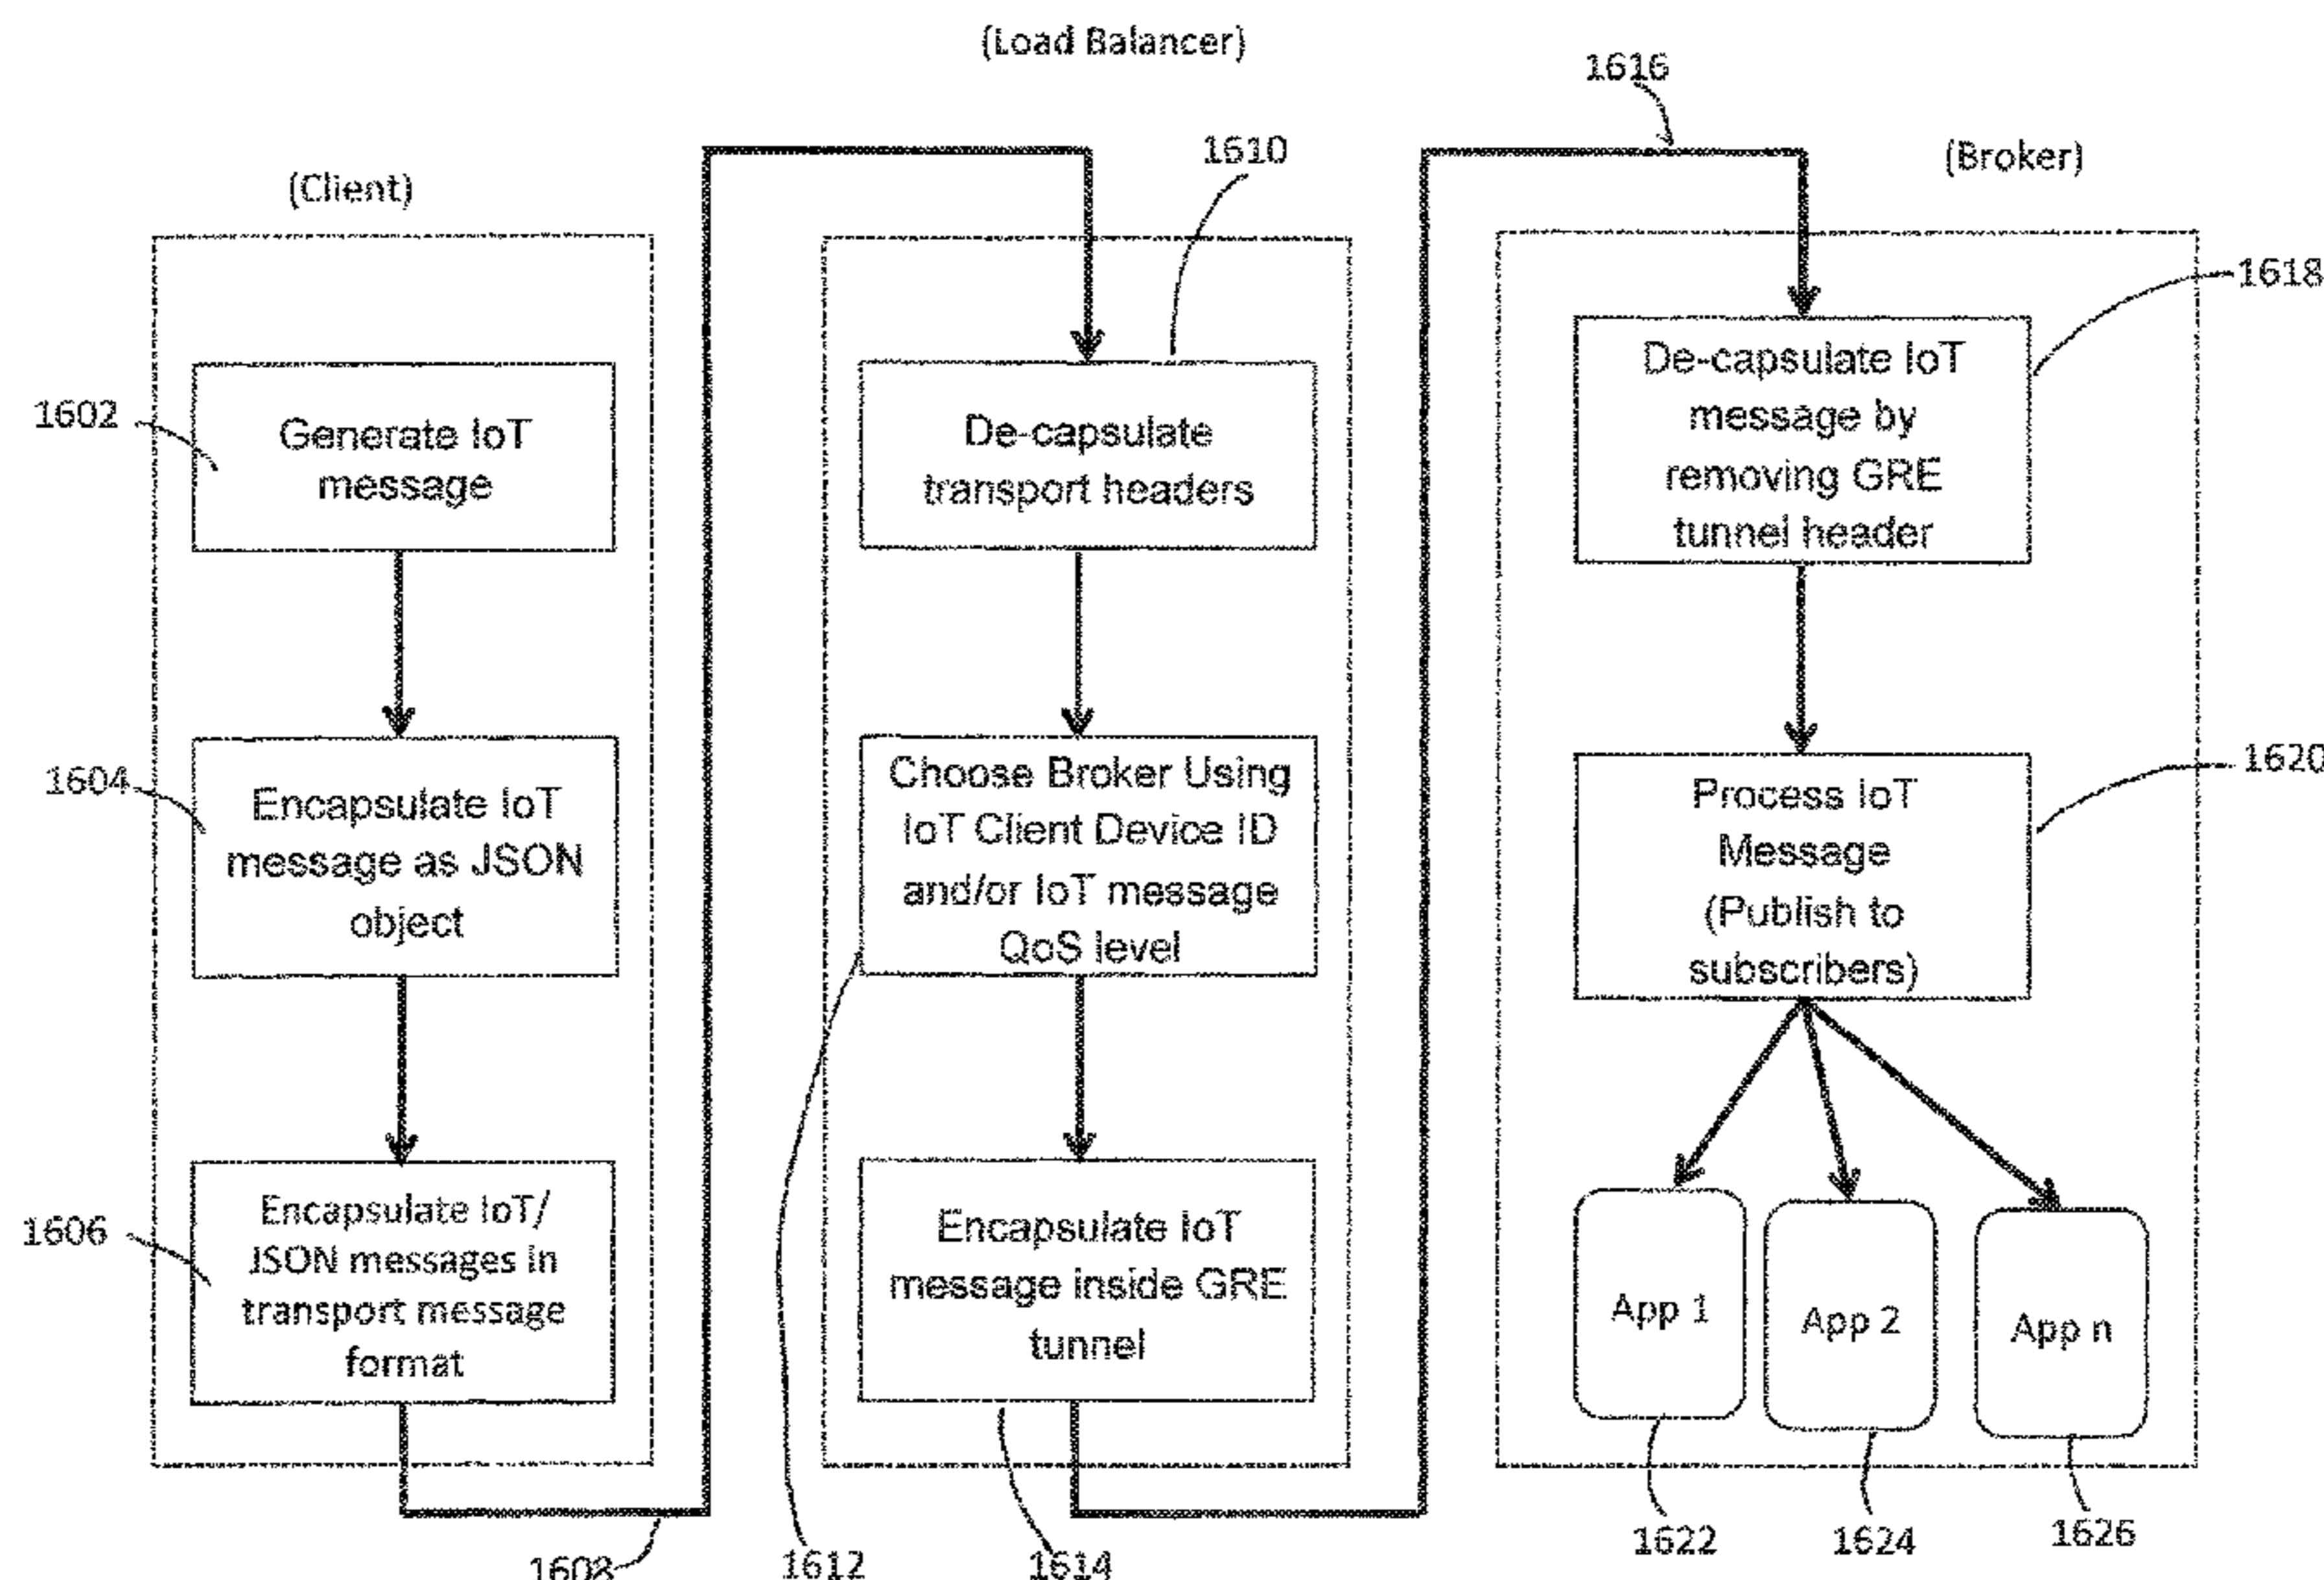 (Client)
1602
Generate IoT
message
1604
Encapsulate IoT
message as JSON
object
1606
Encapsulate IoT/
JSON messages in
transport message
format
1608
(Load Balancer)
1610
De-capsulate
transport headers
Choose Broker Using
IoT Client Device ID
and/or IoT message
QoS level
1612
Encapsulate IoT
message inside GRE
tunnel
1614
1616
(Broker)
1618
De-capsulate IoT
message by
removing GRE
tunnel header
1620
Process IoT
Message
(Publish to
subscribers)
App 1
App 2
App n
1622
1624
1626